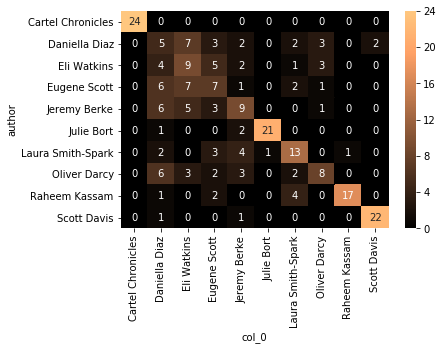 Cartel Chronicles 24 0 0 0 0 0 0 0 0 0
Daniella Diaz 0 5 7 3 2 0 2 3 0 2
Eli Watkins 0 4 9 5 2 0 1 3 0 0
Eugene Scott 0 6 7 7 1 0 2 1 0 0
Jeremy Berke 0 6 5 3 9 0 0 1 0 0
Julie Bort 0 1 0 0 2 21 0 0 0 0
Laura Smith-Spark 0 2 0 3 4 1 13 0 1 0
Oliver Darcy 0 6 3 2 3 0 2 8 0 0
Raheem Kassam 0 1 0 2 0 0 4 0 17 0
Scott Davis 0 1 0 0 1 0 0 0 0 22
author
Cartel Chronicles
Daniella Diaz
Eli Watkins
Eugene Scott
Jeremy Berke
Julie Bort
Laura Smith-Spark
Oliver Darcy
Raheem Kassam
Scott Davis
col_0
24
20
16
12
8
4
0